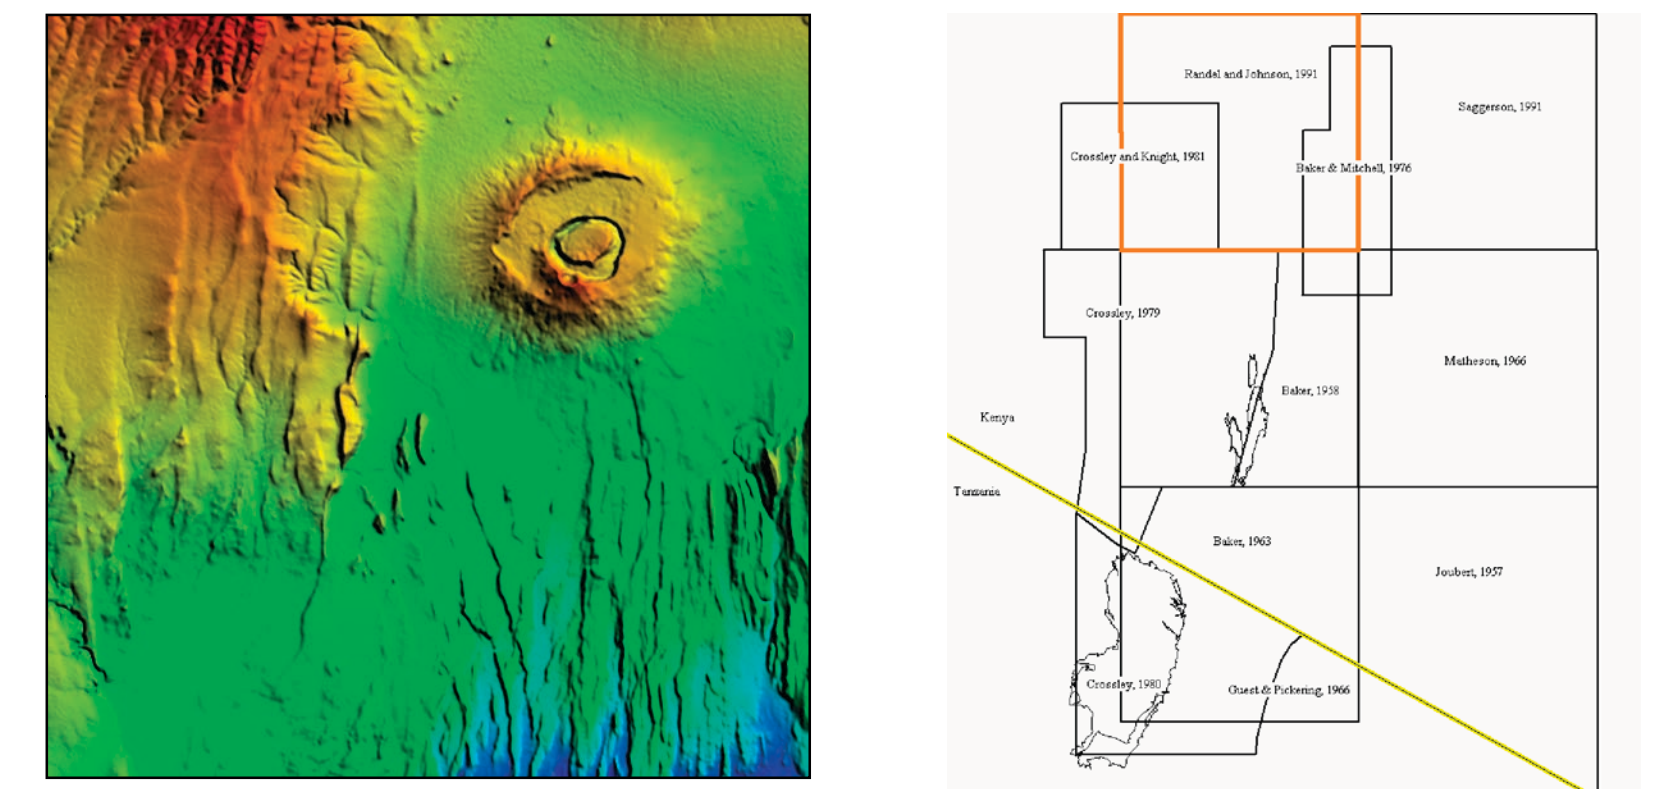 Randel and Johnson, 1991
Saggerson, 1991
Crossley and Knight, 1981
Baker & Mitchell, 1976
Crossley, 1979
Matheson, 1966
Baker, 1958
Kenya
Tanzania
Baker, 1963
Joubert, 1957
Crossley, 1980
Guest & Pickering, 1966